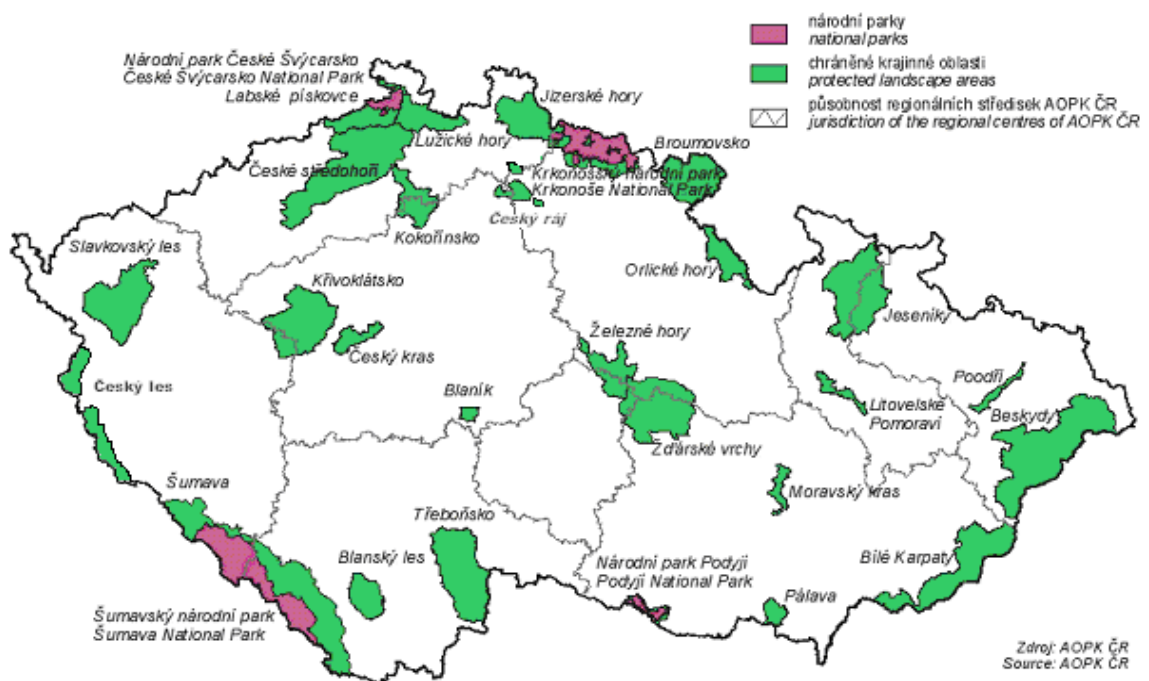 národní parky
national parks
chráněné krajinné oblasti
protected landscape areas
působnost regionálních středisek AOPK ČR
jurisdiction of the regional centres of AOPK ČR
Národní park České Švýcarsko
České Švýcarsko National Park
Labské pískovce
Jizerské hory
Lužické hory
Broumovsko
České středohoří
Krkonošský národní park
Krkonoše National Park
Český ráj
Kokořínsko
Slavkovský les
Orlické hory
Křivoklátsko
Jeseníky
Železné hory
Český kras
Český les
Blaník
Poodří
Litovelské
Pomoraví
Beskydy
Žďárské vrchy
Šumava
Moravský kras
Třeboňsko
Blanský les
Národní park Podyjí
Podyjí National Park
Bílé Karpaty
Pálava
Šumavský národní park
Šumava National Park
Zdroj: AOPK ČR
Source: AOPK ČR